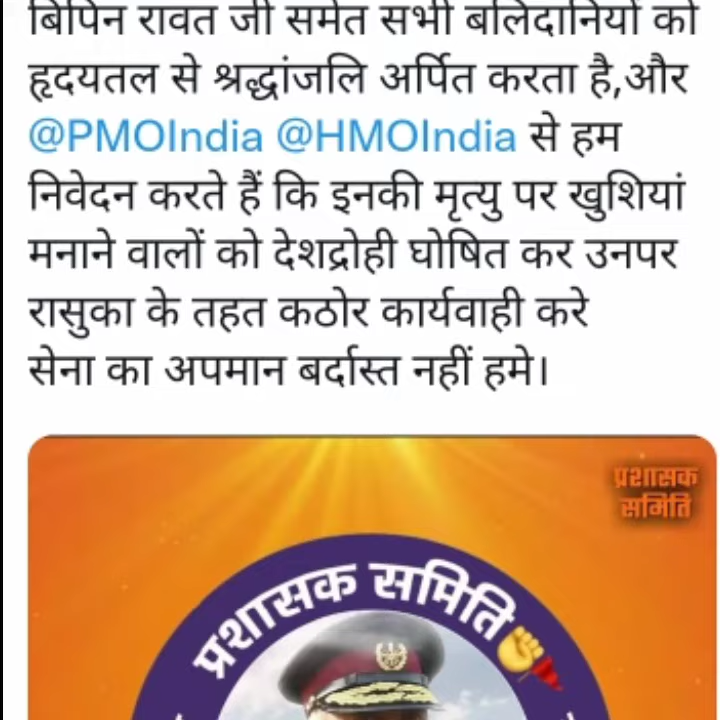 बिपिन रावत जी समेत सभी बलिदानियों को
हृदयतल से श्रद्धांजलि अर्पित करता है,और
@PMOIndia @HMOIndia से हम
निवेदन करते हैं कि इनकी मृत्यु पर खुशियां
मनाने वालों को देशद्रोही घोषित कर उनपर
रासुका के तहत कठोर कार्यवाही करे
सेना का अपमान बर्दास्त नहीं हमे।
प्रशासक
समिति
प्रशासक समिति✊🚩